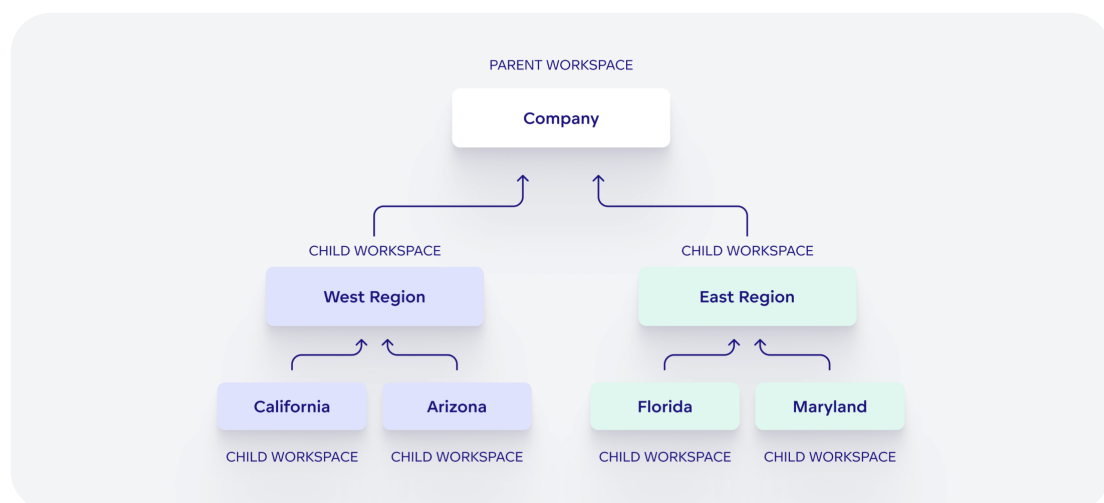 PARENT WORKSPACE
Company
CHILD WORKSPACE
CHILD WORKSPACE
West Region
East Region
California
Arizona
Florida
Maryland
CHILD WORKSPACE
CHILD WORKSPACE
CHILD WORKSPACE
CHILD WORKSPACE